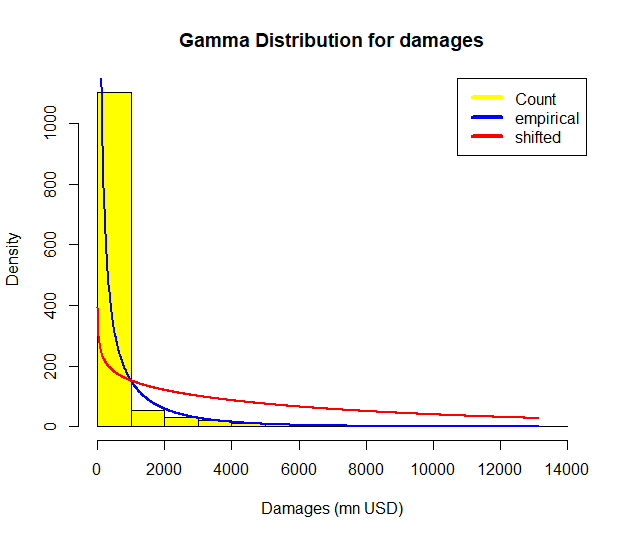 Gamma Distribution for damages
Count
empirical
shifted
Density
1000
800
600
400
200
0
0 2000 4000 6000 8000 10000 12000 14000
Damages (mn USD)